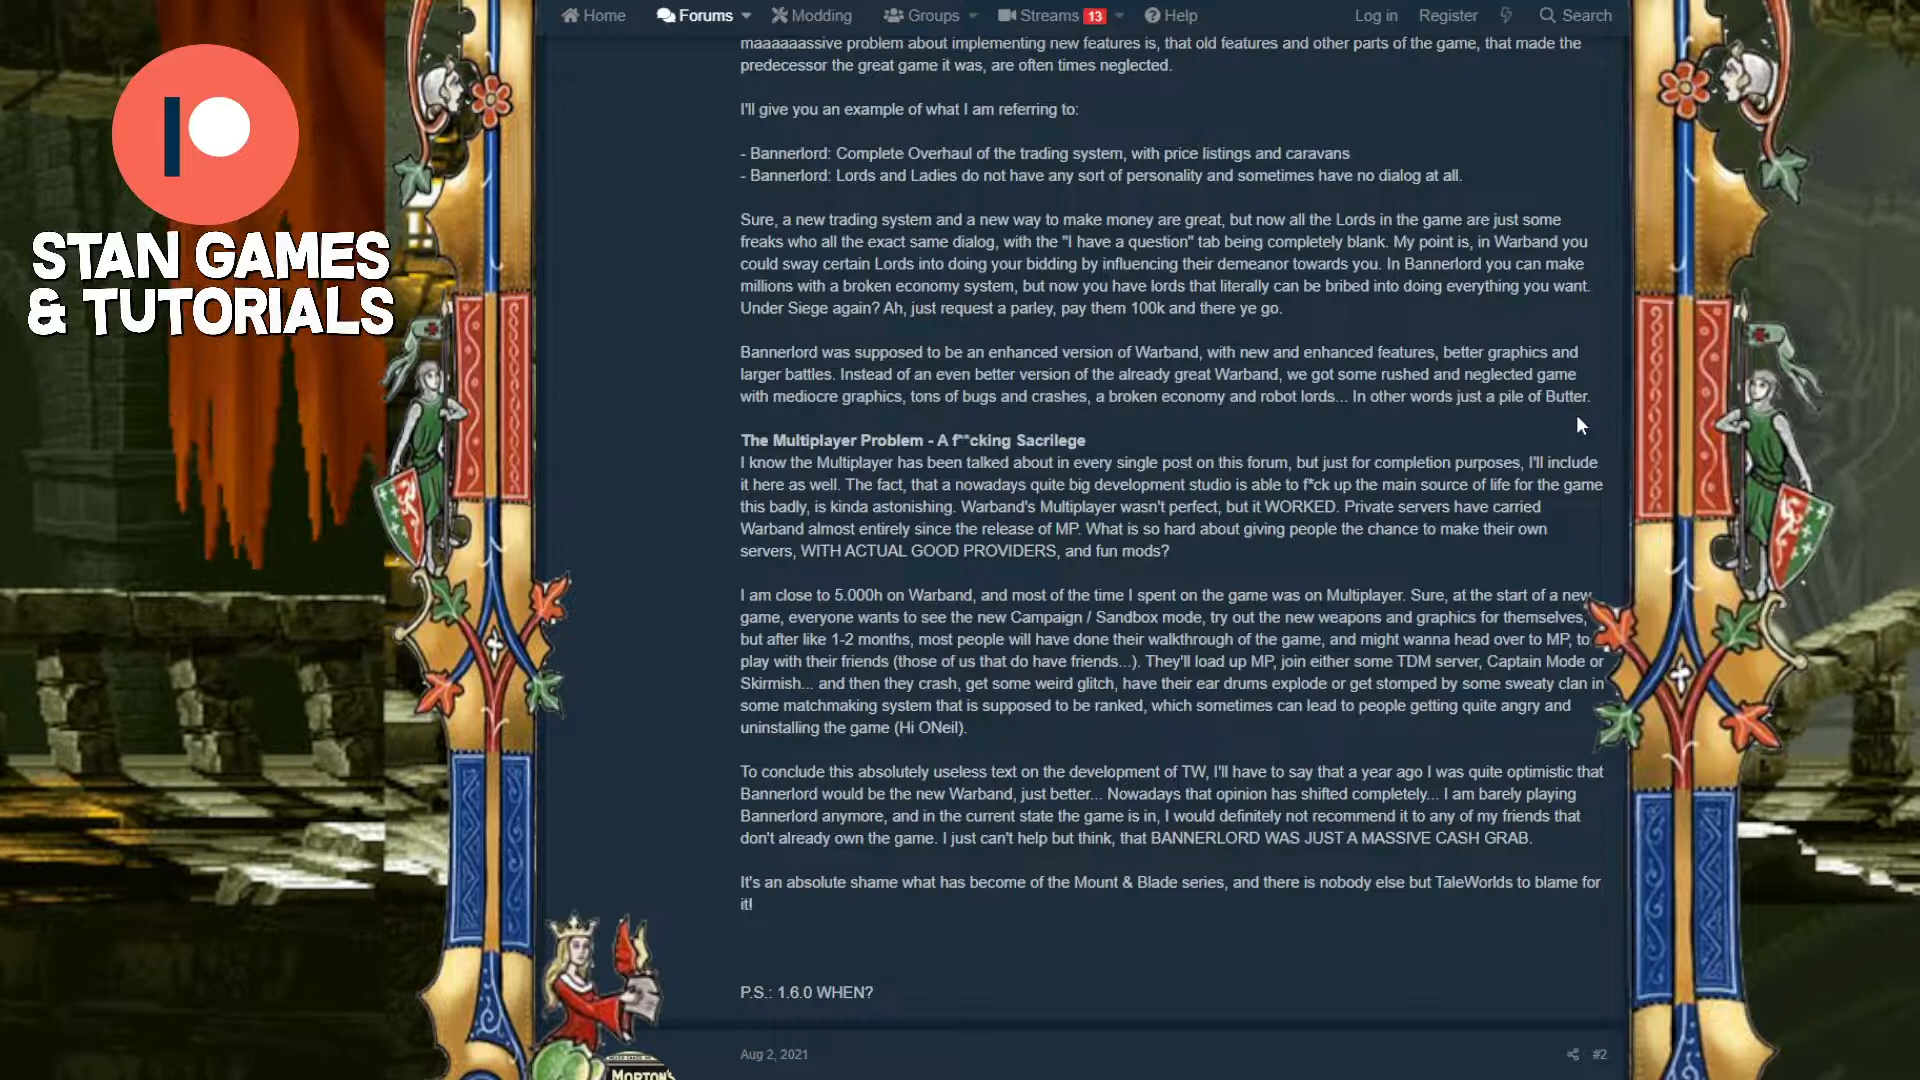 Home
Forums
Modding
Groups
Streams 13
Help
Log in
Register
Search
maaaaaassive problem about implementing new features is, that old features and other parts of the game, that made the
predecessor the great game it was, are often times neglected.
I'll give you an example of what I am referring to:
- Bannerlord: Complete Overhaul of the trading system, with price listings and caravans
- Bannerlord: Lords and Ladies do not have any sort of personality and sometimes have no dialog at all.
Sure, a new trading system and a new way to make money are great, but now all the Lords in the game are just some
freaks who all the exact same dialog, with the "I have a question" tab being completely blank. My point is, in Warband you
could sway certain Lords into doing your bidding by influencing their demeanor towards you. In Bannerlord you can make
millions with a broken economy system, but now you have lords that literally can be bribed into doing everything you want.
Under Siege again? Ah, just request a parley, pay them 100k and there ye go.
Bannerlord was supposed to be an enhanced version of Warband, with new and enhanced features, better graphics and
larger battles. Instead of an even better version of the already great Warband, we got some rushed and neglected game
with mediocre graphics, tons of bugs and crashes, a broken economy and robot lords... In other words just a pile of Butter.
The Multiplayer Problem - A f**cking Sacrilege
I know the Multiplayer has been talked about in every single post on this forum, but just for completion purposes, I'll include
it here as well. The fact, that a nowadays quite big development studio is able to f*ck up the main source of life for the game
this badly, is kinda astonishing. Warband's Multiplayer wasn't perfect, but it WORKED. Private servers have carried
Warband almost entirely since the release of MP. What is so hard about giving people the chance to make their own
servers, WITH ACTUAL GOOD PROVIDERS, and fun mods?
I am close to 5.000h on Warband, and most of the time I spent on the game was on Multiplayer. Sure, at the start of a new
game, everyone wants to see the new Campaign / Sandbox mode, try out the new weapons and graphics for themselves,
but after like 1-2 months, most people will have done their walkthrough of the game, and might wanna head over to MP, to
play with their friends (those of us that do have friends...). They'll load up MP, join either some TDM server, Captain Mode or
Skirmish... and then they crash, get some weird glitch, have their ear drums explode or get stomped by some sweaty clan in
some matchmaking system that is supposed to be ranked, which sometimes can lead to people getting quite angry and
uninstalling the game (Hi ONeil).
To conclude this absolutely useless text on the development of TW, I'll have to say that a year ago I was quite optimistic that
Bannerlord would be the new Warband, just better... Nowadays that opinion has shifted completely... I am barely playing
Bannerlord anymore, and in the current state the game is in, I would definitely not recommend it to any of my friends that
don't already own the game. I just can't help but think, that BANNERLORD WAS JUST A MASSIVE CASH GRAB.
It's an absolute shame what has become of the Mount & Blade series, and there is nobody else but TaleWorlds to blame for
it!
P.S.: 1.6.0 WHEN?
Aug 2, 2021
#2
STAN GAMES
& TUTORIALS
MORTON'S